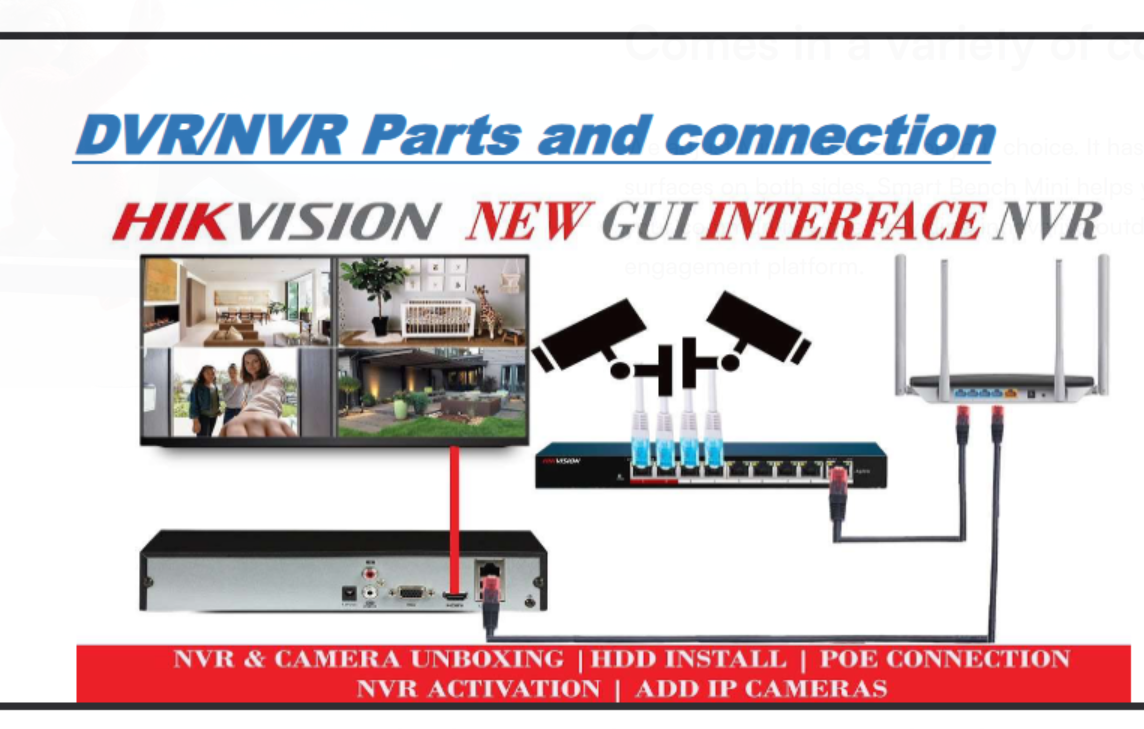 Comes in a variety of co
DVR/NVR Parts and connection
choice. It has
surfaces on both sides. Smart Bench Mini helps
HIKVISION NEW GUI INTERFACE NVR
engagement platform.
HIKVISION
NVR & CAMERA UNBOXING | HDD INSTALL | POE CONNECTION
NVR ACTIVATION | ADD IP CAMERAS